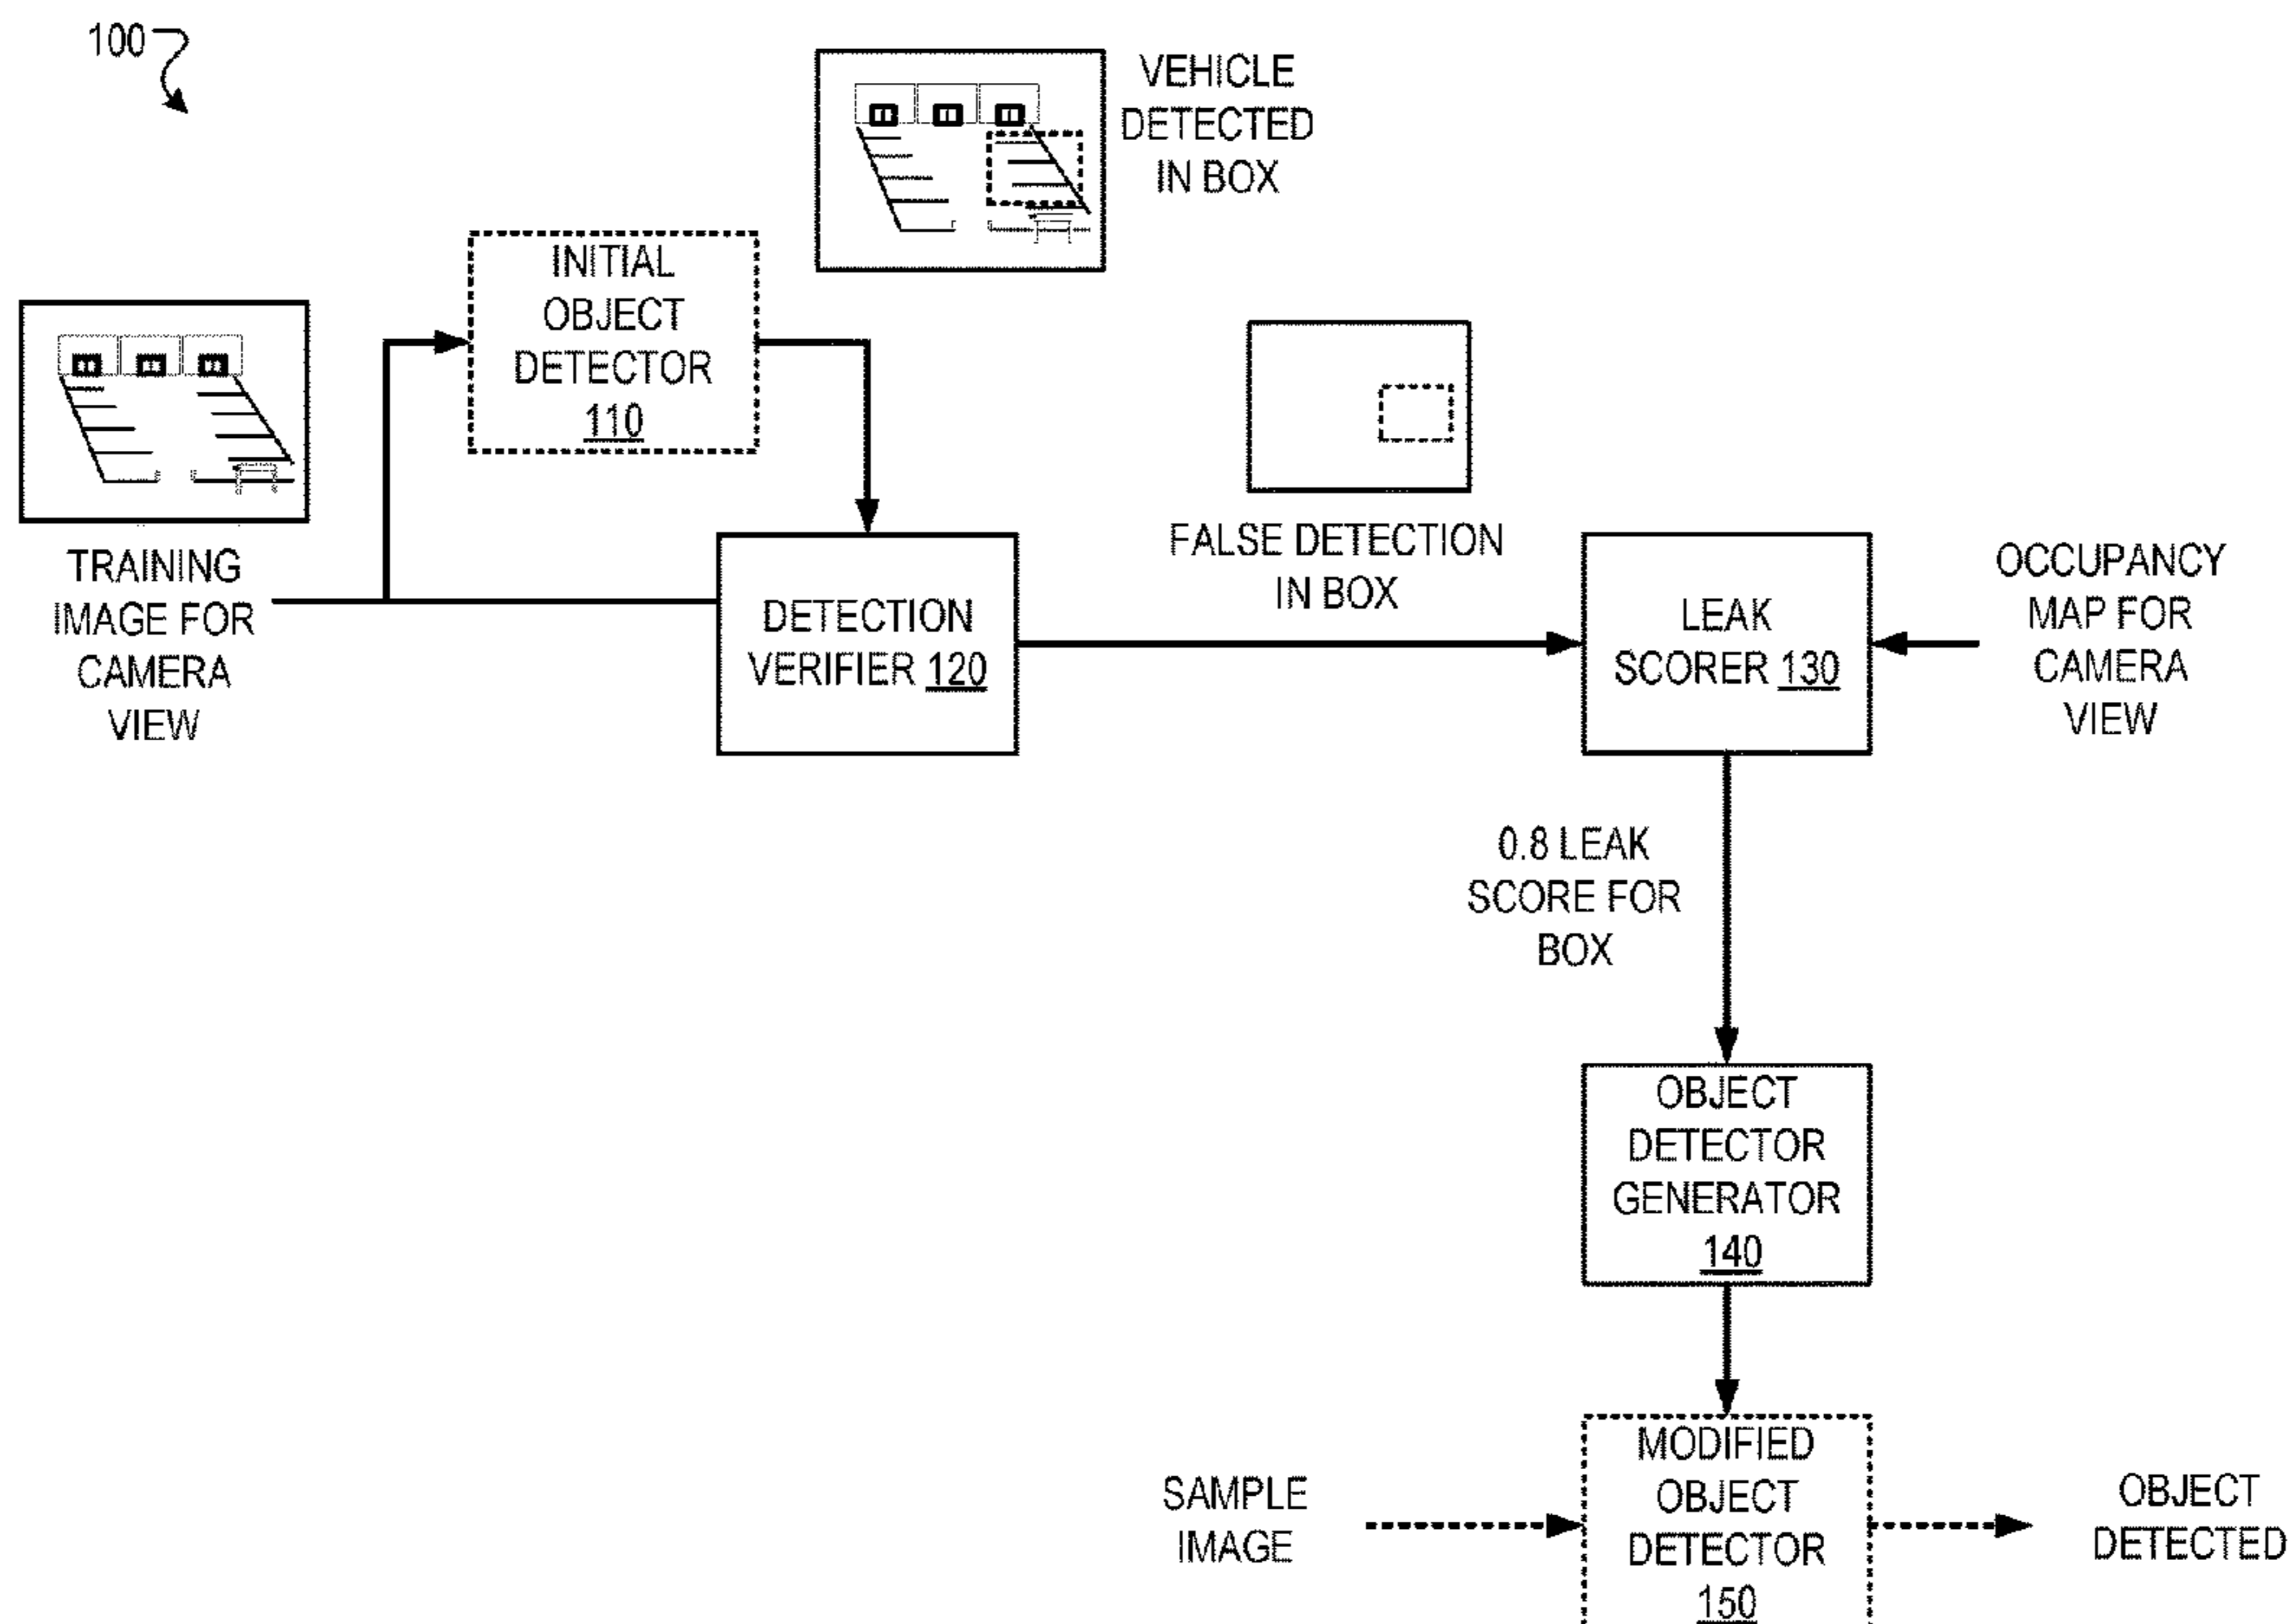 100
VEHICLE
DETECTED
IN BOX
INITIAL
OBJECT
DETECTOR
110
TRAINING
IMAGE FOR
CAMERA
VIEW
DETECTION
VERIFIER 120
FALSE DETECTION
IN BOX
LEAK
SCORER 130
OCCUPANCY
MAP FOR
CAMERA
VIEW
0.8 LEAK
SCORE FOR
BOX
OBJECT
DETECTOR
GENERATOR
140
SAMPLE
IMAGE
MODIFIED
OBJECT
DETECTOR
150
OBJECT
DETECTED